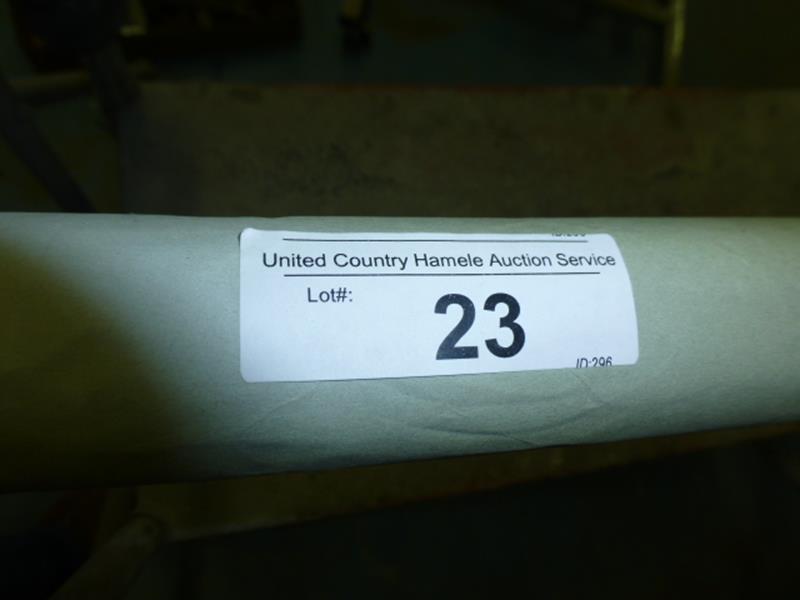 United Country Hamele Auction Service
Lot#:
23
ID:296